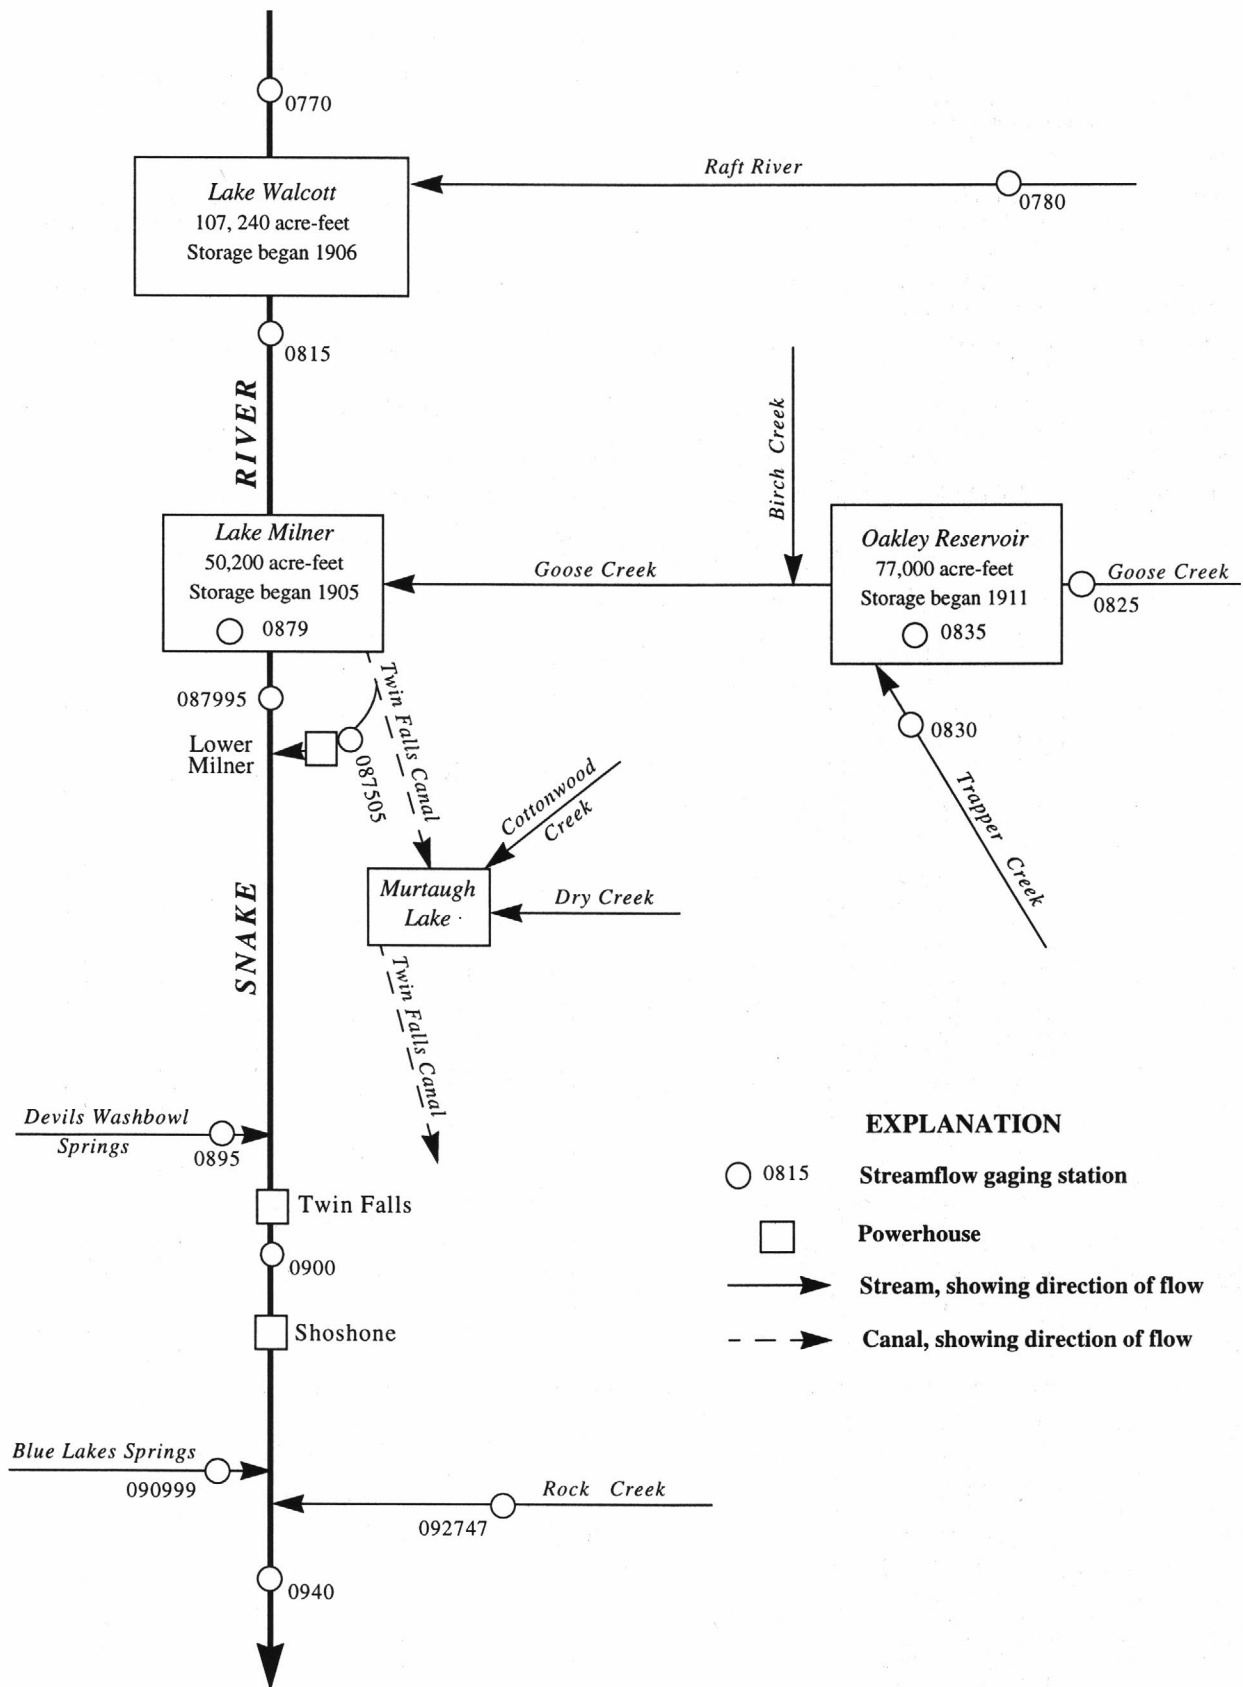 0770
Raft River
0780
Lake Walcott
107, 240 acre-feet
Storage began 1906
0815
RIVER
Birch Creek
Lake Milner
50,200 acre-feet
Storage began 1905
0879
Goose Creek
Oakley Reservoir
77,000 acre-feet
Storage began 1911
0835
Goose Creek
0825
087995
Lower
Milner
087505
Twin Falls Canal
0830
Trapper Creek
Cottonwood
Creek
Murtaugh
Lake
Dry Creek
SNAKE
Twin Falls Canal
Devils Washbowl
Springs
0895
Twin Falls
0900
Shoshone
EXPLANATION
0815 Streamflow gaging station
Powerhouse
Stream, showing direction of flow
Canal, showing direction of flow
Blue Lakes Springs
090999
Rock Creek
092747
0940